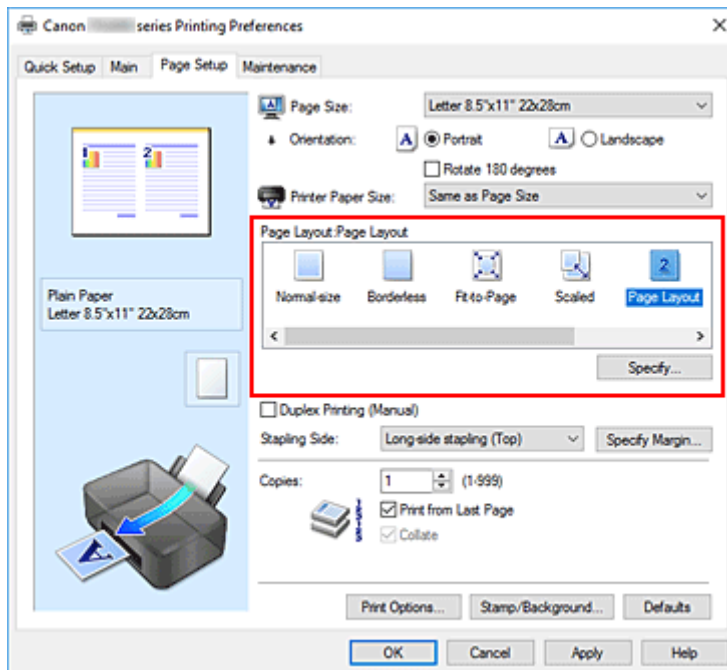 Canon series Printing Preferences
Quick Setup Main Page Setup Maintenance
1 2
Plain Paper
Letter 8.5"x11" 22x28cm
A
Page Size: Letter 8.5"x11" 22x28cm
Orientation: A Portrait A Landscape
Rotate 180 degrees
Printer Paper Size: Same as Page Size
Page Layout:Page Layout
2
Normal-size Borderless Fit-to-Page Scaled Page Layout
Specify...
Duplex Printing (Manual)
Stapling Side: Long-side stapling (Top) Specify Margin...
Copies: 1 (1-999)
Print from Last Page
Collate
Print Options... Stamp/Background... Defaults
OK Cancel Apply Help